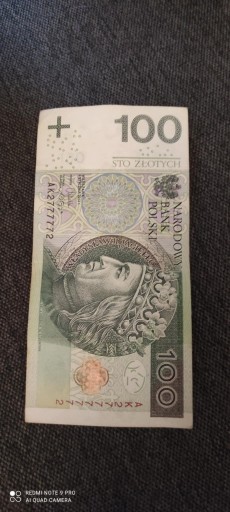 + 100
STO ZŁOTYCH
NARODOWY
BANK
POLSKI
AK2777772
100
AK2777772
REDMI NOTE 9 PRO
AI QUAD CAMERA